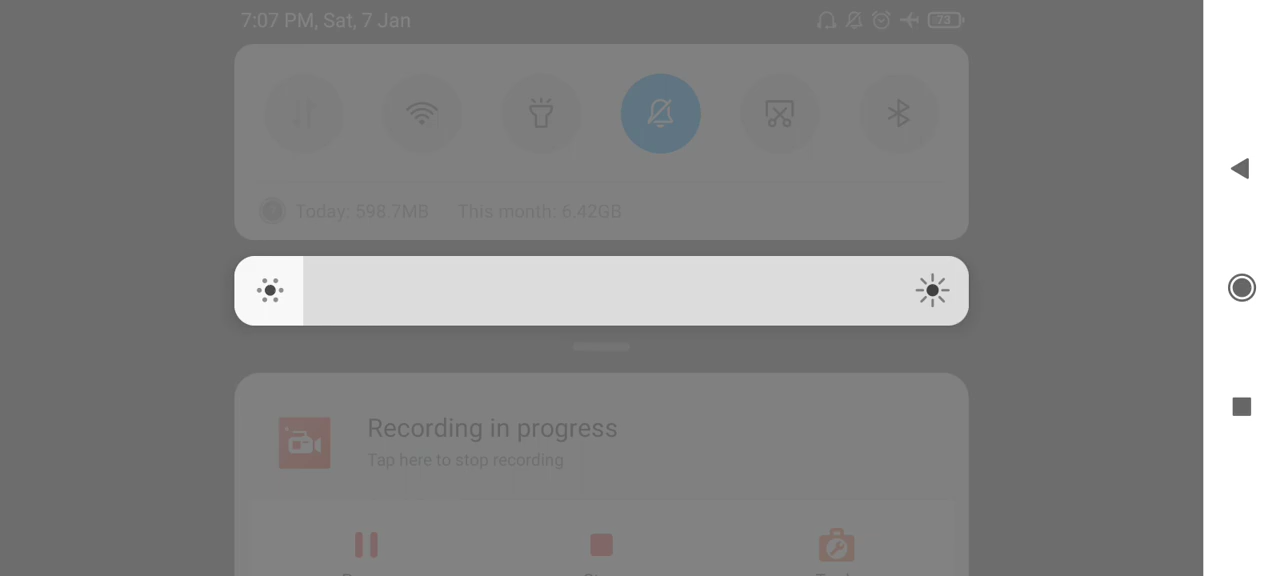 7:07 PM, Sat, 7 Jan
73
Today: 598.7MB
This month: 6.42GB
Recording in progress
Tap here to stop recording